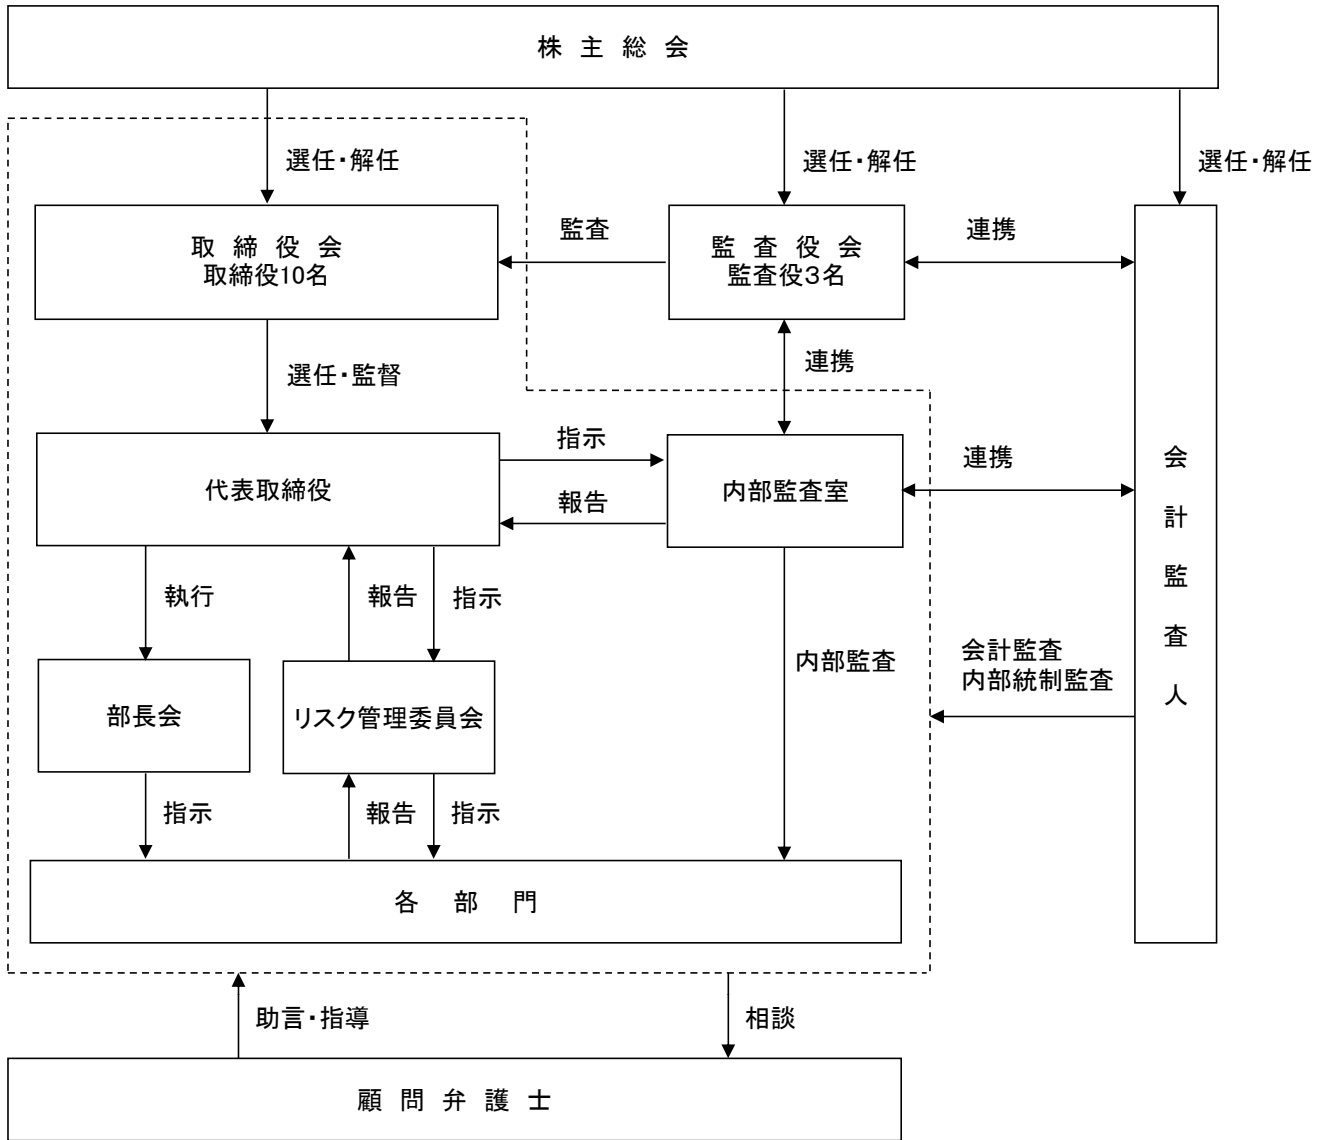 株主総会
選任・解任
選任・解任
選任・解任
取締役会
取締役10名
監査
監査役会
監査役3名
連携
選任・監督
連携
代表取締役
指示
報告
内部監査室
連携
会計監査人
執行
報告
指示
内部監査
会計監査
内部統制監査
部長会
リスク管理委員会
指示
報告
指示
各部門
助言・指導
相談
顧問弁護士